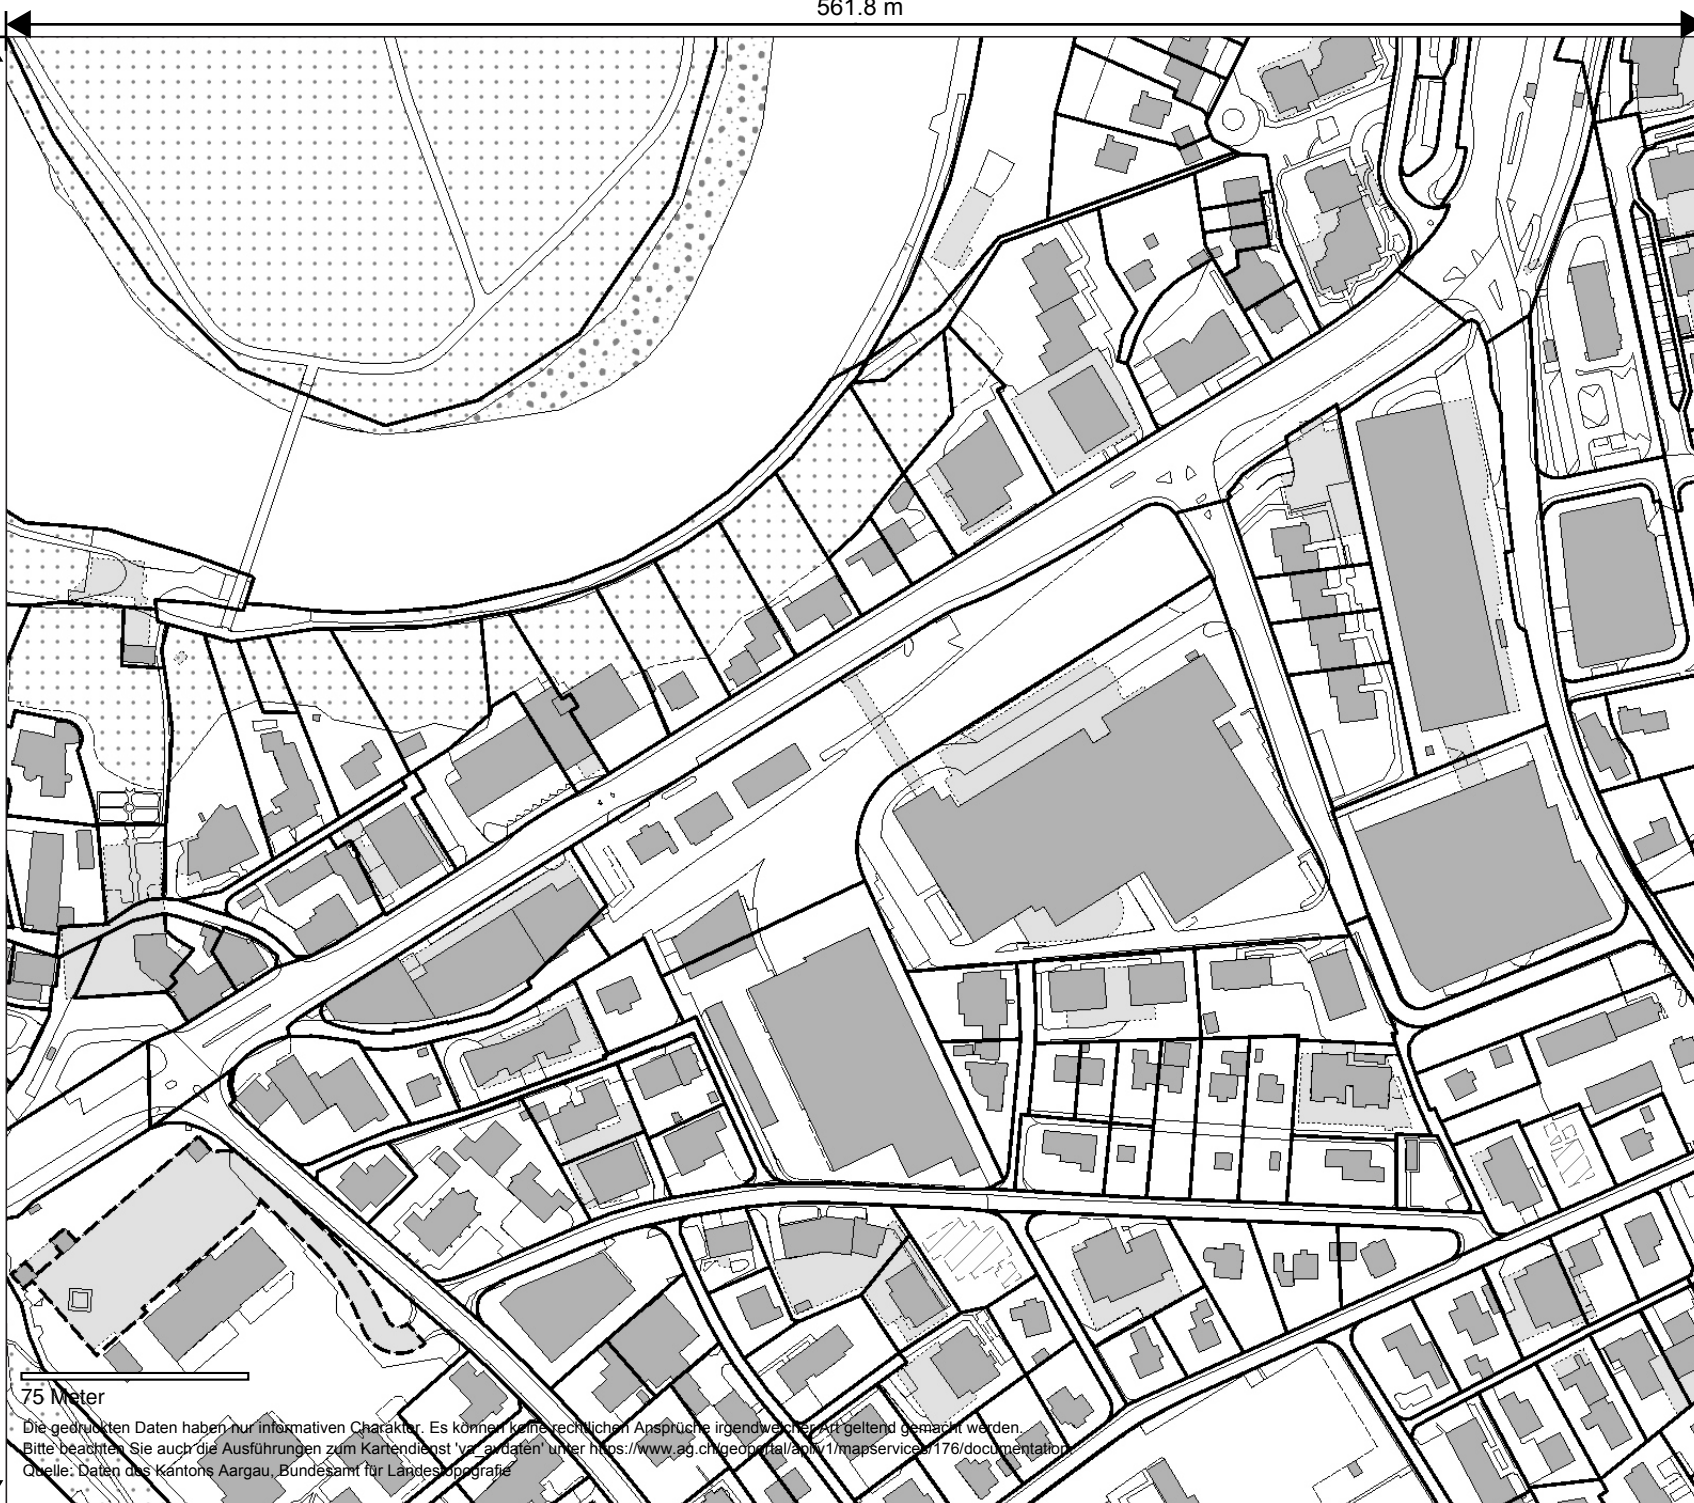 561.8 m
75 Meter
Die gedruckten Daten haben nur informativen Charakter. Es können keine rechtlichen Ansprüche irgendwelcher Art geltend gemacht werden.
Bitte beachten Sie auch die Ausführungen zum Kartendienst 'va_avdaten' unter https://www.ag.ch/geoportal/api/v1/mapservices/176/documentation
Quelle: Daten des Kantons Aargau, Bundesamt für Landestopografie